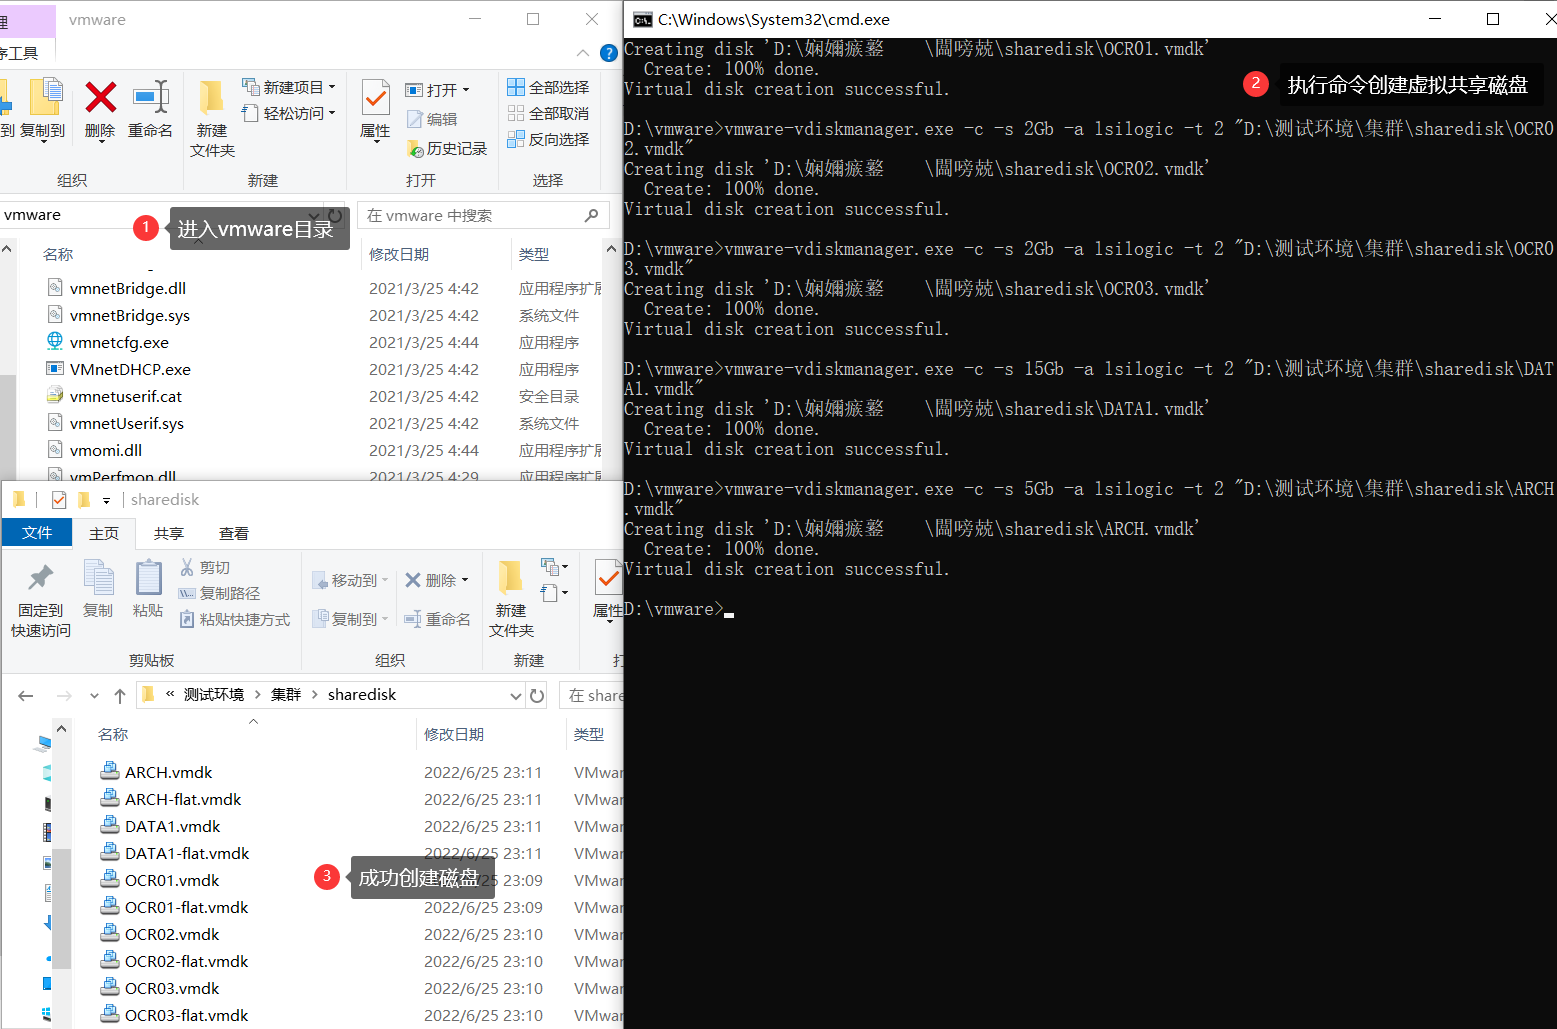 理
vmware
序工具
到
复制到
删除
重命名
新建
文件夹
新建项目
轻松访问
属性
打开
编辑
历史记录
全部选择
全部取消
反向选择
组织
新建
打开
选择
vmware
在 vmware 中搜索
1
进入vmware目录
名称
修改日期
类型
vmnetBridge.dll 2021/3/25 4:42 应用程序扩展
vmnetBridge.sys 2021/3/25 4:42 系统文件
vmnetcfg.exe 2021/3/25 4:44 应用程序
VMnetDHCP.exe 2021/3/25 4:42 应用程序
vmnetuserif.cat 2021/3/25 4:42 安全目录
vmnetUserif.sys 2021/3/25 4:42 系统文件
vmomi.dll 2021/3/25 4:44 应用程序扩展
vmPerfmon.dll 2021/3/25 4:29 应用程序扩展
sharedisk
文件
主页
共享
查看
固定到
快速访问
复制
粘贴
剪切
复制路径
粘贴快捷方式
移动到
复制到
删除
重命名
新建
文件夹
属性
剪贴板
组织
新建
打
« 测试环境 > 集群 > sharedisk
在 share
名称
修改日期
类型
ARCH.vmdk 2022/6/25 23:11 VMwar
ARCH-flat.vmdk 2022/6/25 23:11 VMwar
DATA1.vmdk 2022/6/25 23:11 VMwar
DATA1-flat.vmdk 2022/6/25 23:11 VMwar
3
成功创建磁盘
OCR01.vmdk 2022/6/25 23:09 VMwar
OCR01-flat.vmdk 2022/6/25 23:09 VMwar
OCR02.vmdk 2022/6/25 23:10 VMwar
OCR02-flat.vmdk 2022/6/25 23:10 VMwar
OCR03.vmdk 2022/6/25 23:10 VMwar
OCR03-flat.vmdk 2022/6/25 23:10 VMwar
C:\Windows\System32\cmd.exe
2
执行命令创建虚拟共享磁盘
Creating disk 'D:\娴嬭瘯鐜 \闆嗙兢\sharedisk\OCR01.vmdk'
Create: 100% done.
Virtual disk creation successful.
D:\vmware>vmware-vdiskmanager.exe -c -s 2Gb -a lsilogic -t 2 "D:\测试环境\集群\sharedisk\OCR0
2.vmdk"
Creating disk 'D:\娴嬭瘯鐜 \闆嗙兢\sharedisk\OCR02.vmdk'
Create: 100% done.
Virtual disk creation successful.
D:\vmware>vmware-vdiskmanager.exe -c -s 2Gb -a lsilogic -t 2 "D:\测试环境\集群\sharedisk\OCR0
3.vmdk"
Creating disk 'D:\娴嬭瘯鐜 \闆嗙兢\sharedisk\OCR03.vmdk'
Create: 100% done.
Virtual disk creation successful.
D:\vmware>vmware-vdiskmanager.exe -c -s 15Gb -a lsilogic -t 2 "D:\测试环境\集群\sharedisk\DAT
A1.vmdk"
Creating disk 'D:\娴嬭瘯鐜 \闆嗙兢\sharedisk\DATA1.vmdk'
Create: 100% done.
Virtual disk creation successful.
D:\vmware>vmware-vdiskmanager.exe -c -s 5Gb -a lsilogic -t 2 "D:\测试环境\集群\sharedisk\ARCH
.vmdk"
Creating disk 'D:\娴嬭瘯鐜 \闆嗙兢\sharedisk\ARCH.vmdk'
Create: 100% done.
Virtual disk creation successful.
D:\vmware>